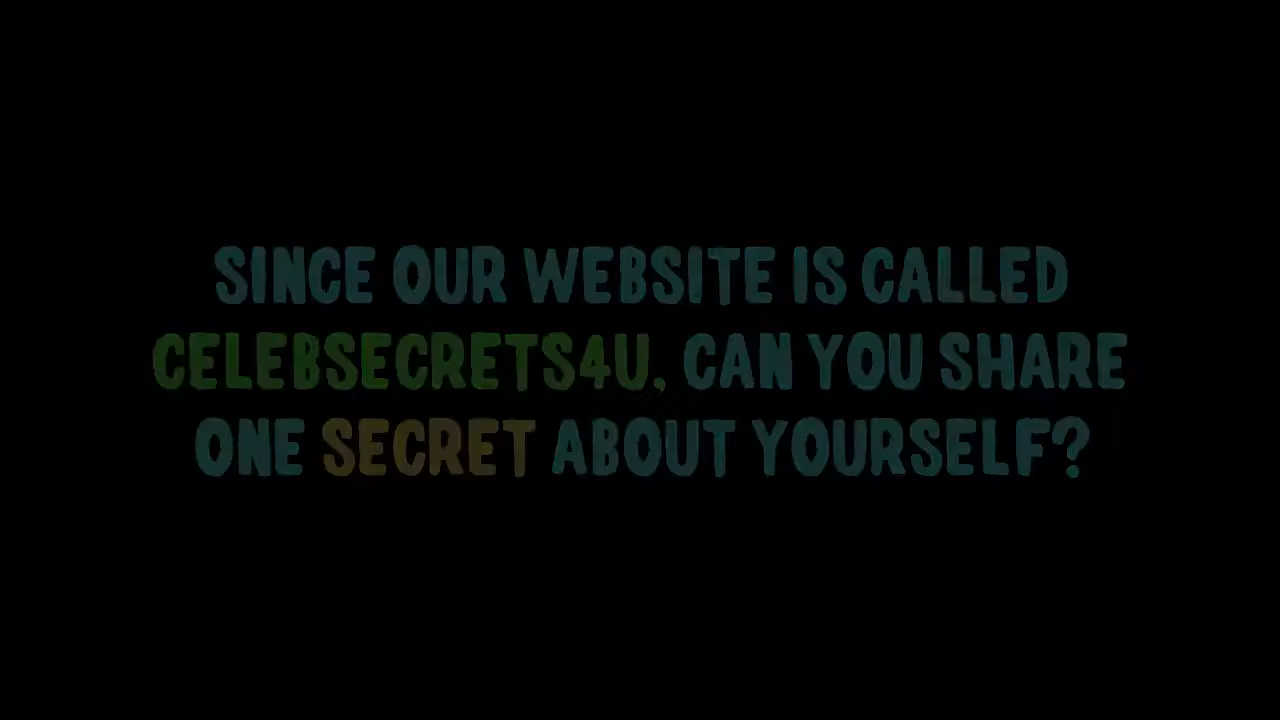 SINCE OUR WEBSITE IS CALLED
CELEBSECRETS4U, CAN YOU SHARE
ONE SECRET ABOUT YOURSELF?